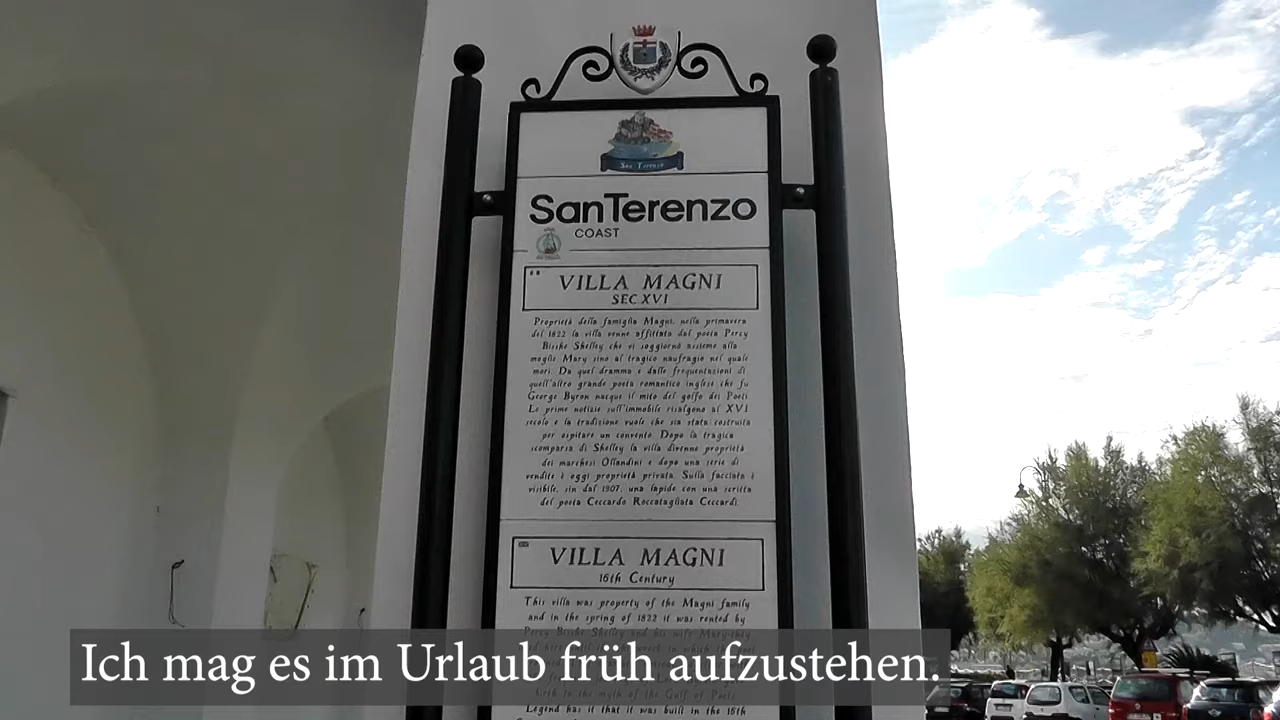 San Terenzo
SanTerenzo
COAST
VILLA MAGNI
SEC XVI
Proprietà della famiglia Magni, nella primavera
del 1822 la villa venne affittata dal poeta Percy
Bisshe Shelley che vi soggiornò assieme alla
moglie Mary sino al tragico naufragio nel quale
morì. Da quel dramma e dalle frequentazioni di
quell'altro grande poeta romantico inglese che fu
George Byron nacque il mito del golfo dei Poeti
Le prime notizie sull'immobile risalgono al XVI
secolo e la tradizione vuole che sia stata costruita
per ospitare un convento. Dopo la tragica
scomparsa di Shelley la villa divenne proprietà
dei marchesi Ollandini e dopo una serie di
vendite è oggi proprietà privata. Sulla facciata è
visibile, sin dal 1907, una lapide con una scritta
del poeta Ceccardo Roccatagliata Ceccardi.
VILLA MAGNI
16th Century
This villa was property of the Magni family
and in the spring of 1822 it was rented by
Percy Bisshe Shelley and his wife Mary
birth to the myth of the Gulf of Poets
Legend has it that it was built in the 16th
Ich mag es im Urlaub früh aufzustehen.